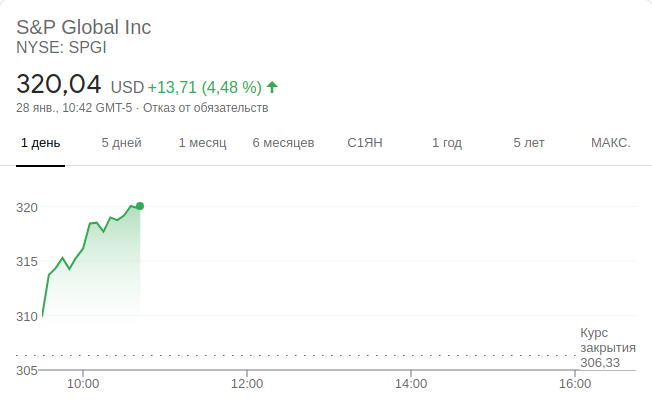 S&P Global Inc
NYSE: SPGI
320,04 USD +13,71 (4,48 %)
28 янв., 10:42 GMT-5 · Отказ от обязательств
1 день 5 дней 1 месяц 6 месяцев С1ЯН 1 год 5 лет МАКС.
320
315
310
Курс
закрытия
306,33
305
10:00 12:00 14:00 16:00